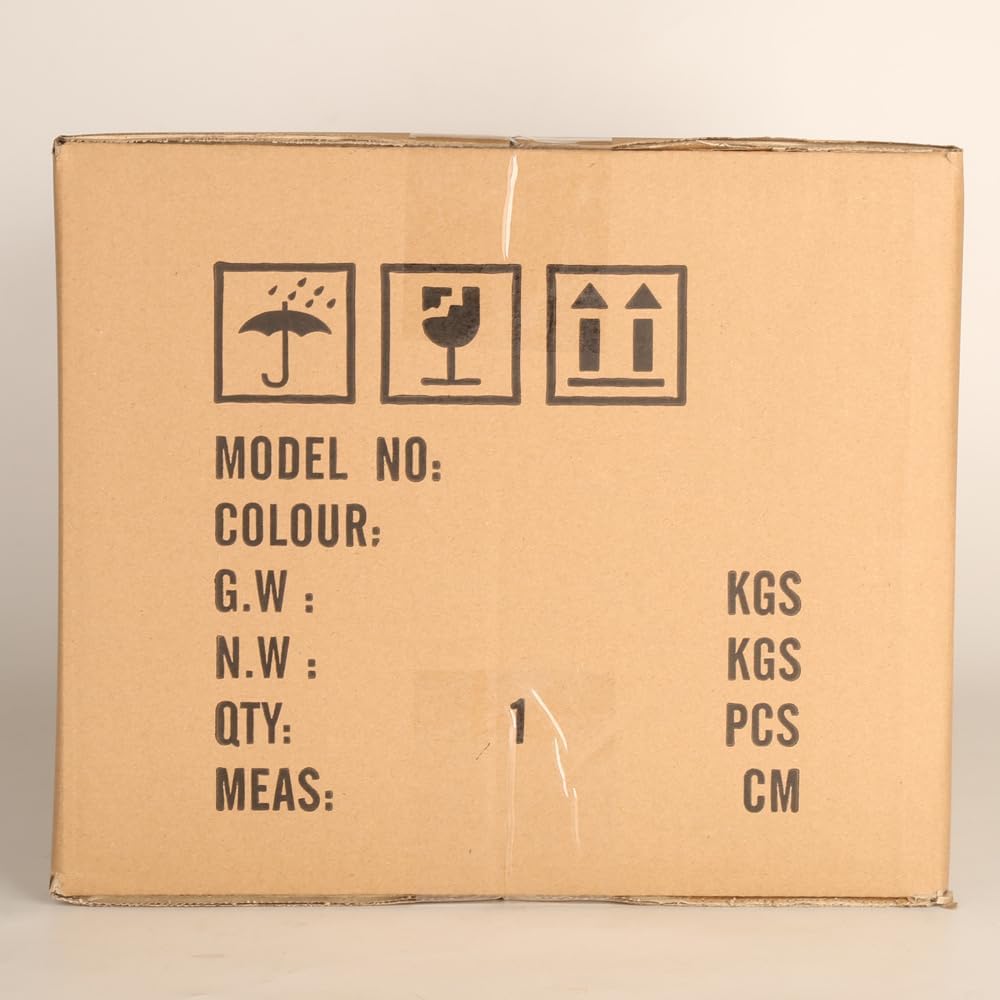 MODEL NO:
COLOUR:
G.W : KGS
N.W : KGS
QTY: 1 PCS
MEAS: CM